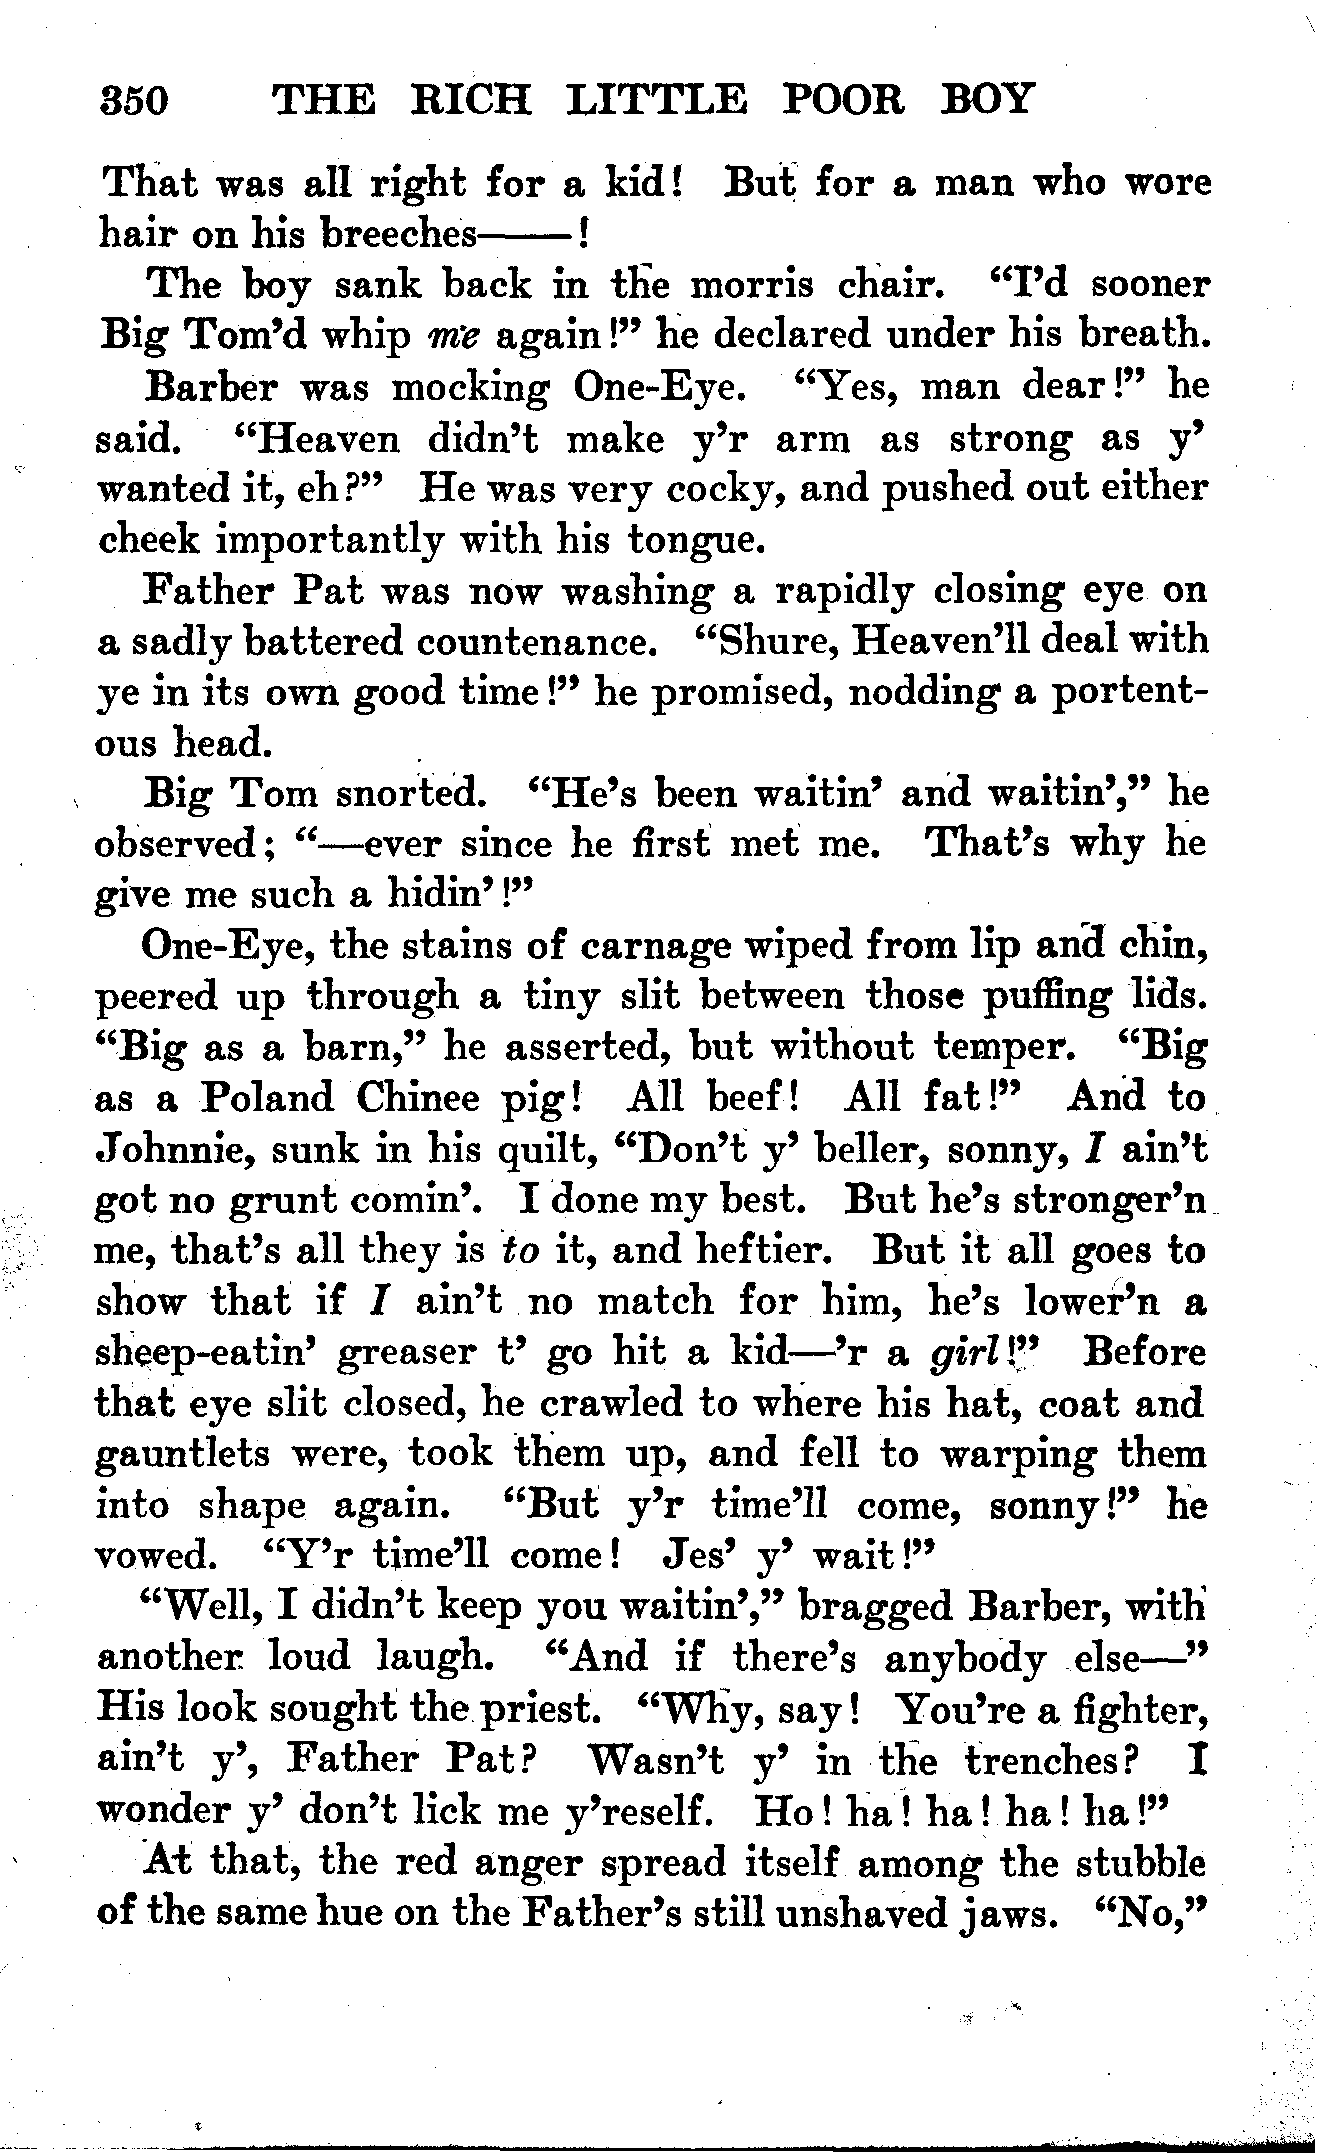 350 THE RICH LITTLE POOR BOY
That was all right for a kid! But for a man who wore
hair on his breeches——!
The boy sank back in the morris chair. “I’d sooner
Big Tom’d whip me again!” he declared under his breath.
Barber was mocking One-Eye. “Yes, man dear!” he
said. “Heaven didn’t make y’r arm as strong as y’
wanted it, eh?” He was very cocky, and pushed out either
cheek importantly with his tongue.
Father Pat was now washing a rapidly closing eye on
a sadly battered countenance. “Shure, Heaven’ll deal with
ye in its own good time!” he promised, nodding a portent-
ous head.
Big Tom snorted. “He’s been waitin’ and waitin’,” he
observed; “—ever since he first met me. That’s why he
give me such a hidin’!”
One-Eye, the stains of carnage wiped from lip and chin,
peered up through a tiny slit between those puffing lids.
“Big as a barn,” he asserted, but without temper. “Big
as a Poland Chinee pig! All beef! All fat!” And to
Johnnie, sunk in his quilt, “Don’t y’ beller, sonny, I ain’t
got no grunt comin’. I done my best. But he’s stronger’n
me, that’s all they is to it, and heftier. But it all goes to
show that if I ain’t no match for him, he’s lower’n a
sheep-eatin’ greaser t’ go hit a kid—’r a girl!” Before
that eye slit closed, he crawled to where his hat, coat and
gauntlets were, took them up, and fell to warping them
into shape again. “But y’r time’ll come, sonny!” he
vowed. “Y’r time’ll come! Jes’ y’ wait!”
“Well, I didn’t keep you waitin’,” bragged Barber, with
another loud laugh. “And if there’s anybody else—”
His look sought the priest. “Why, say! You’re a fighter,
ain’t y’, Father Pat? Wasn’t y’ in the trenches? I
wonder y’ don’t lick me y’reself. Ho! ha! ha! ha! ha!”
At that, the red anger spread itself among the stubble
of the same hue on the Father’s still unshaved jaws. “No,”